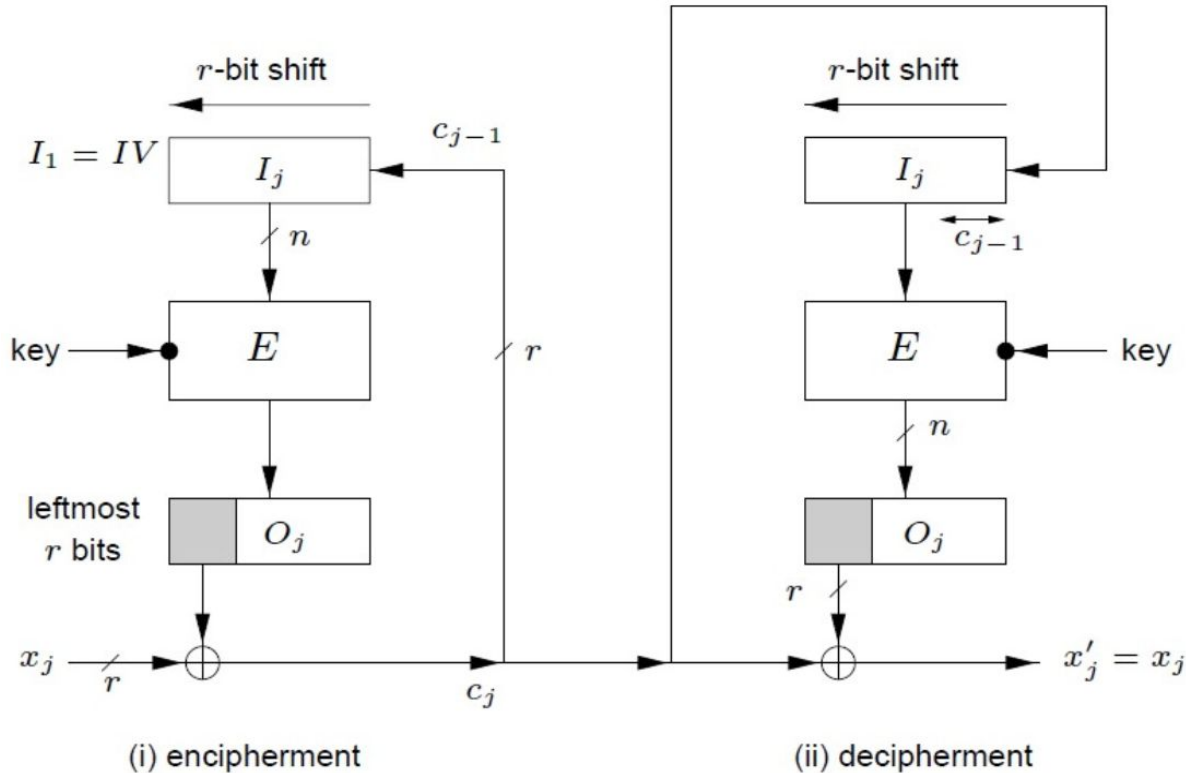 r-bit shift
I₁ = IV
c_{j−1}
I_j
n
key
E
r
leftmost
r bits
O_j
x_j
r
c_j
(i) encipherment
r-bit shift
I_j
c_{j−1}
E
key
n
O_j
r
x′_j = x_j
(ii) decipherment